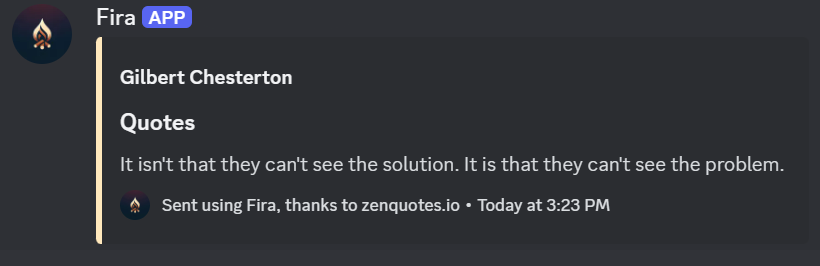 Fira APP
Gilbert Chesterton
Quotes
It isn't that they can't see the solution. It is that they can't see the problem.
Sent using Fira, thanks to zenquotes.io • Today at 3:23 PM